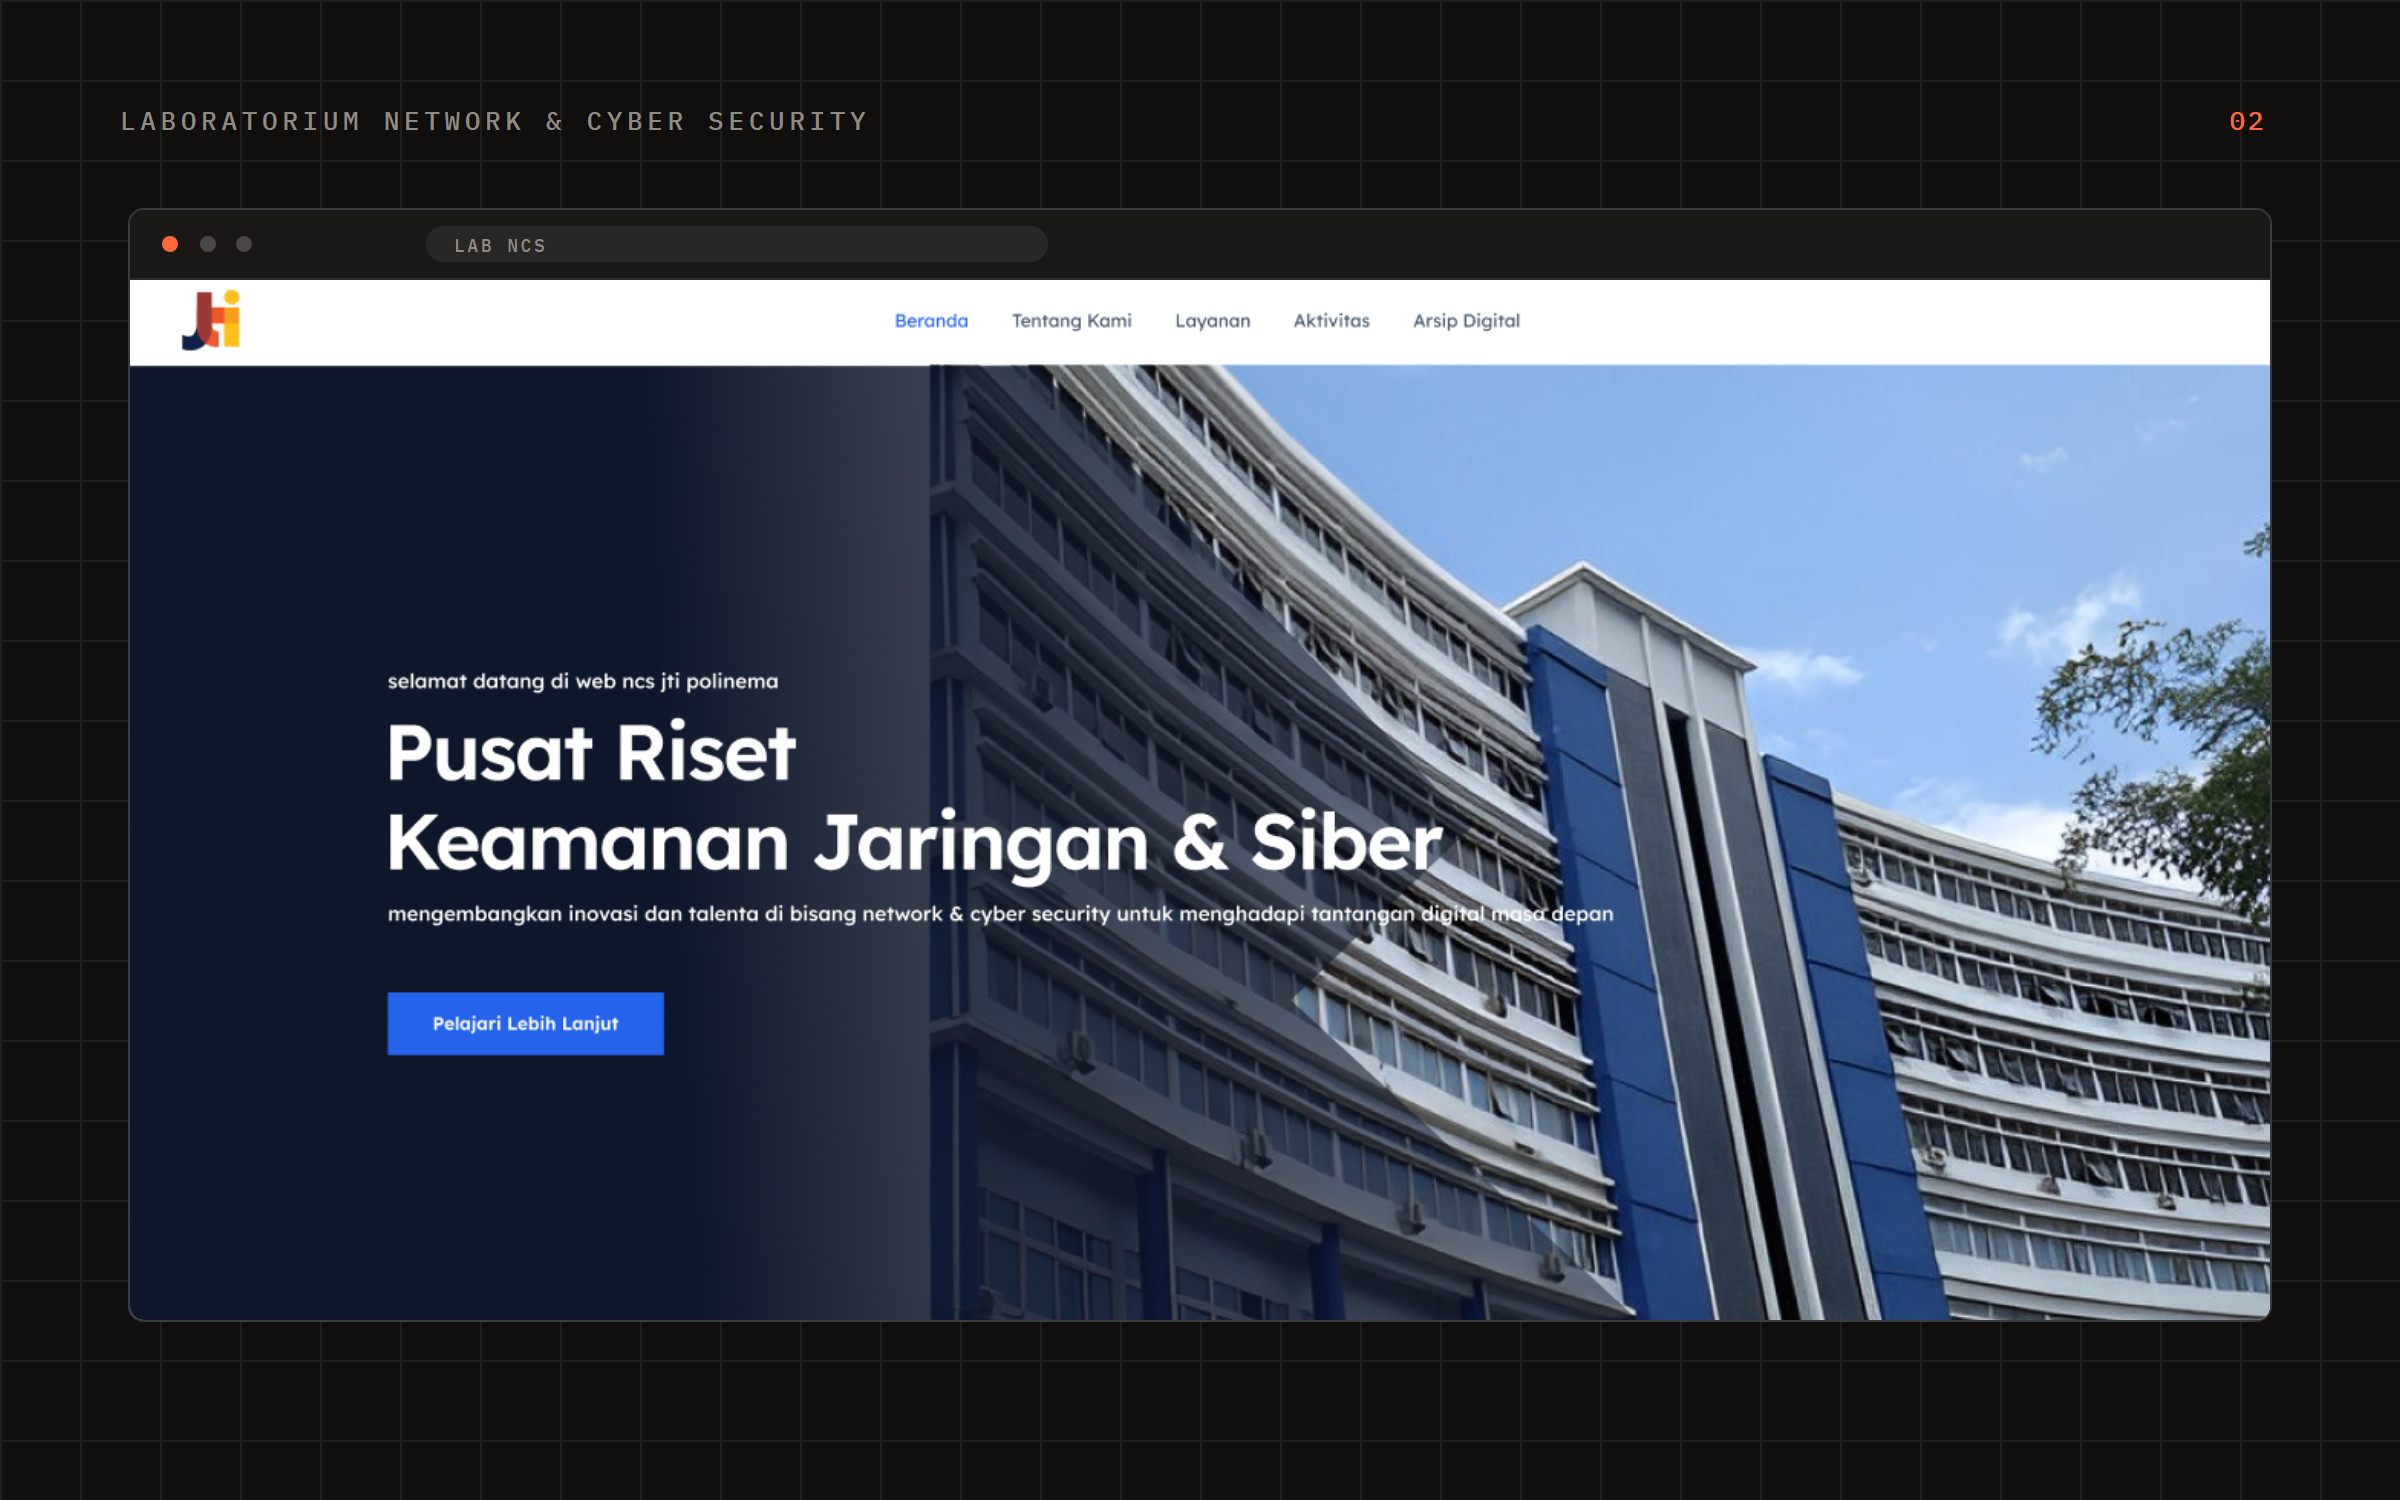 LABORATORIUM NETWORK & CYBER SECURITY
02
LAB NCS
Jti
Beranda Tentang Kami Layanan Aktivitas Arsip Digital
selamat datang di web ncs jti polinema
Pusat Riset
Keamanan Jaringan & Siber
mengembangkan inovasi dan talenta di bisang network & cyber security untuk menghadapi tantangan digital masa depan
Pelajari Lebih Lanjut